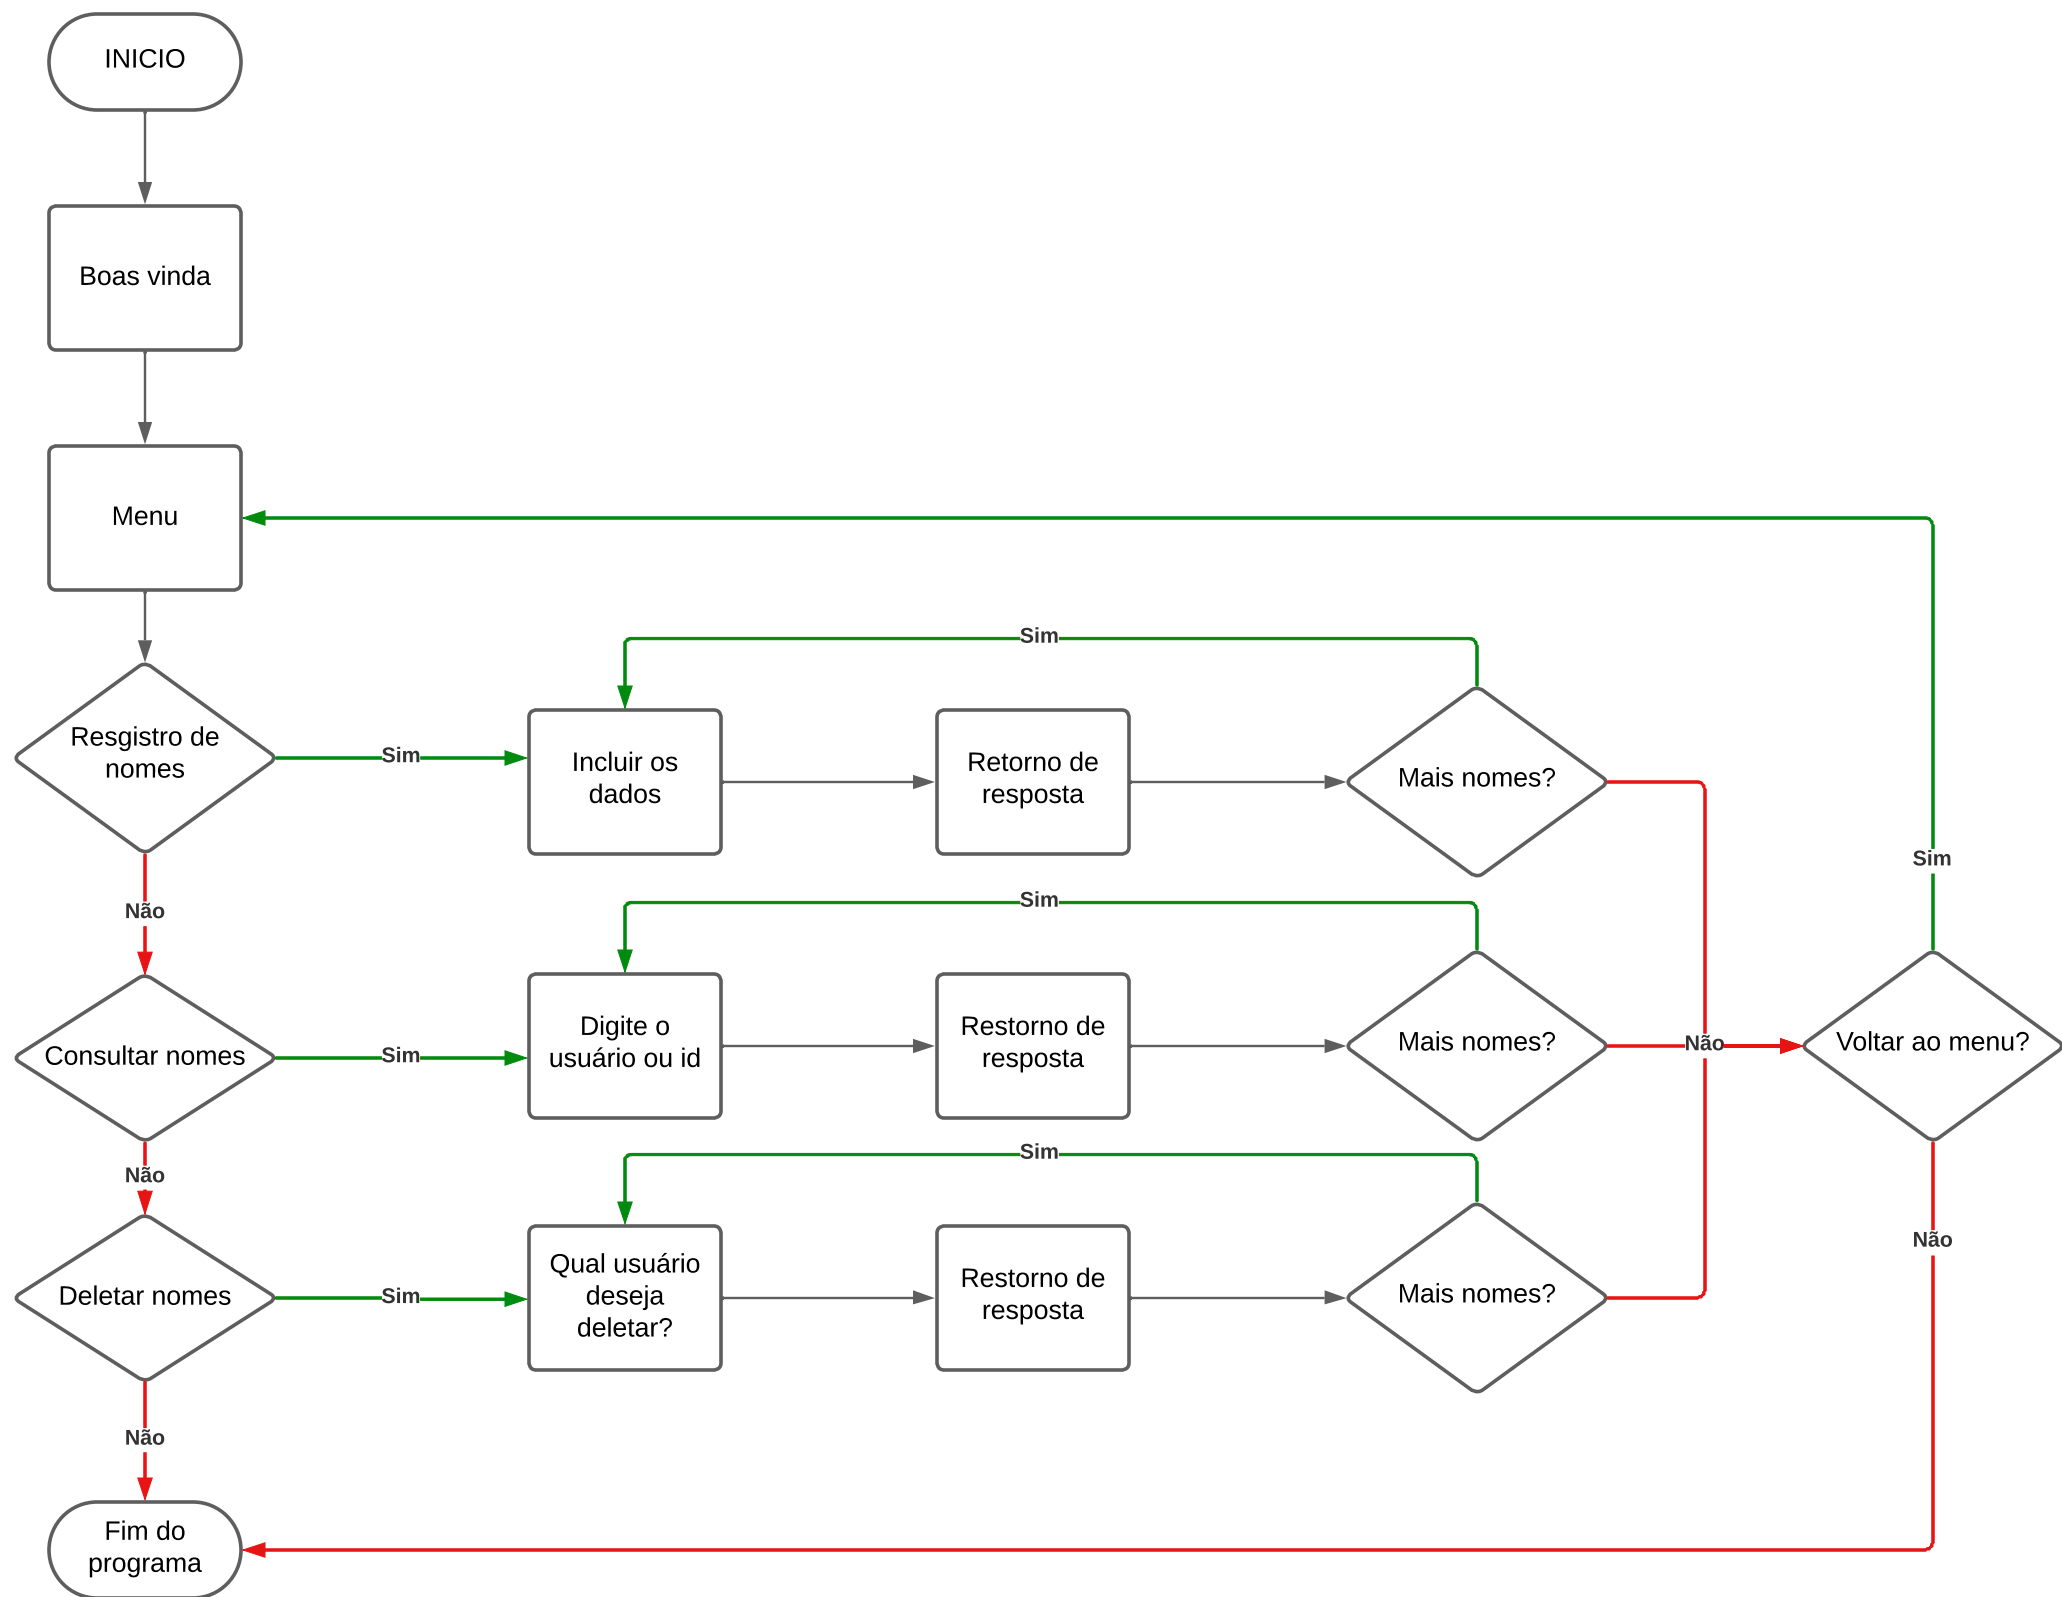 INICIO
Boas vinda
Menu
Sim
Resgistro de
nomes
Sim
Incluir os
dados
Retorno de
resposta
Mais nomes?
Sim
Não
Sim
Consultar nomes
Sim
Digite o
usuário ou id
Restorno de
resposta
Mais nomes?
Não
Voltar ao menu?
Não
Sim
Deletar nomes
Sim
Qual usuário
deseja
deletar?
Restorno de
resposta
Mais nomes?
Não
Não
Fim do
programa